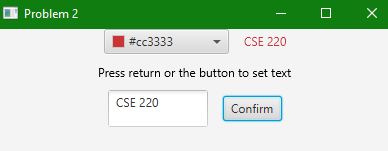 Problem 2
#cc3333 CSE 220
Press return or the button to set text
CSE 220 Confirm